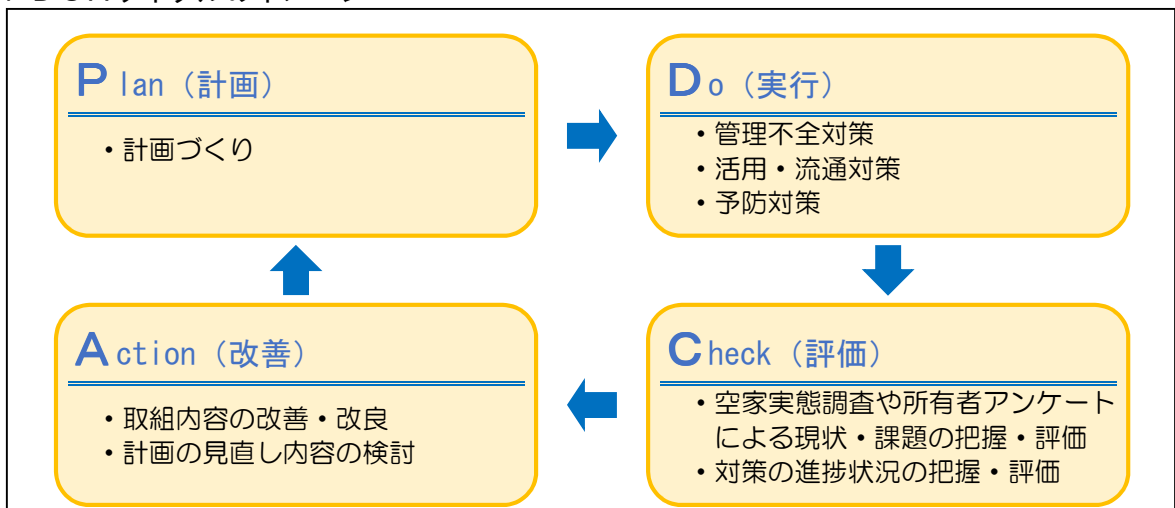 Plan（計画）
・計画づくり
Do（実行）
・管理不全対策
・活用・流通対策
・予防対策
Check（評価）
・空家実態調査や所有者アンケート
による現状・課題の把握・評価
・対策の進捗状況の把握・評価
Action（改善）
・取組内容の改善・改良
・計画の見直し内容の検討